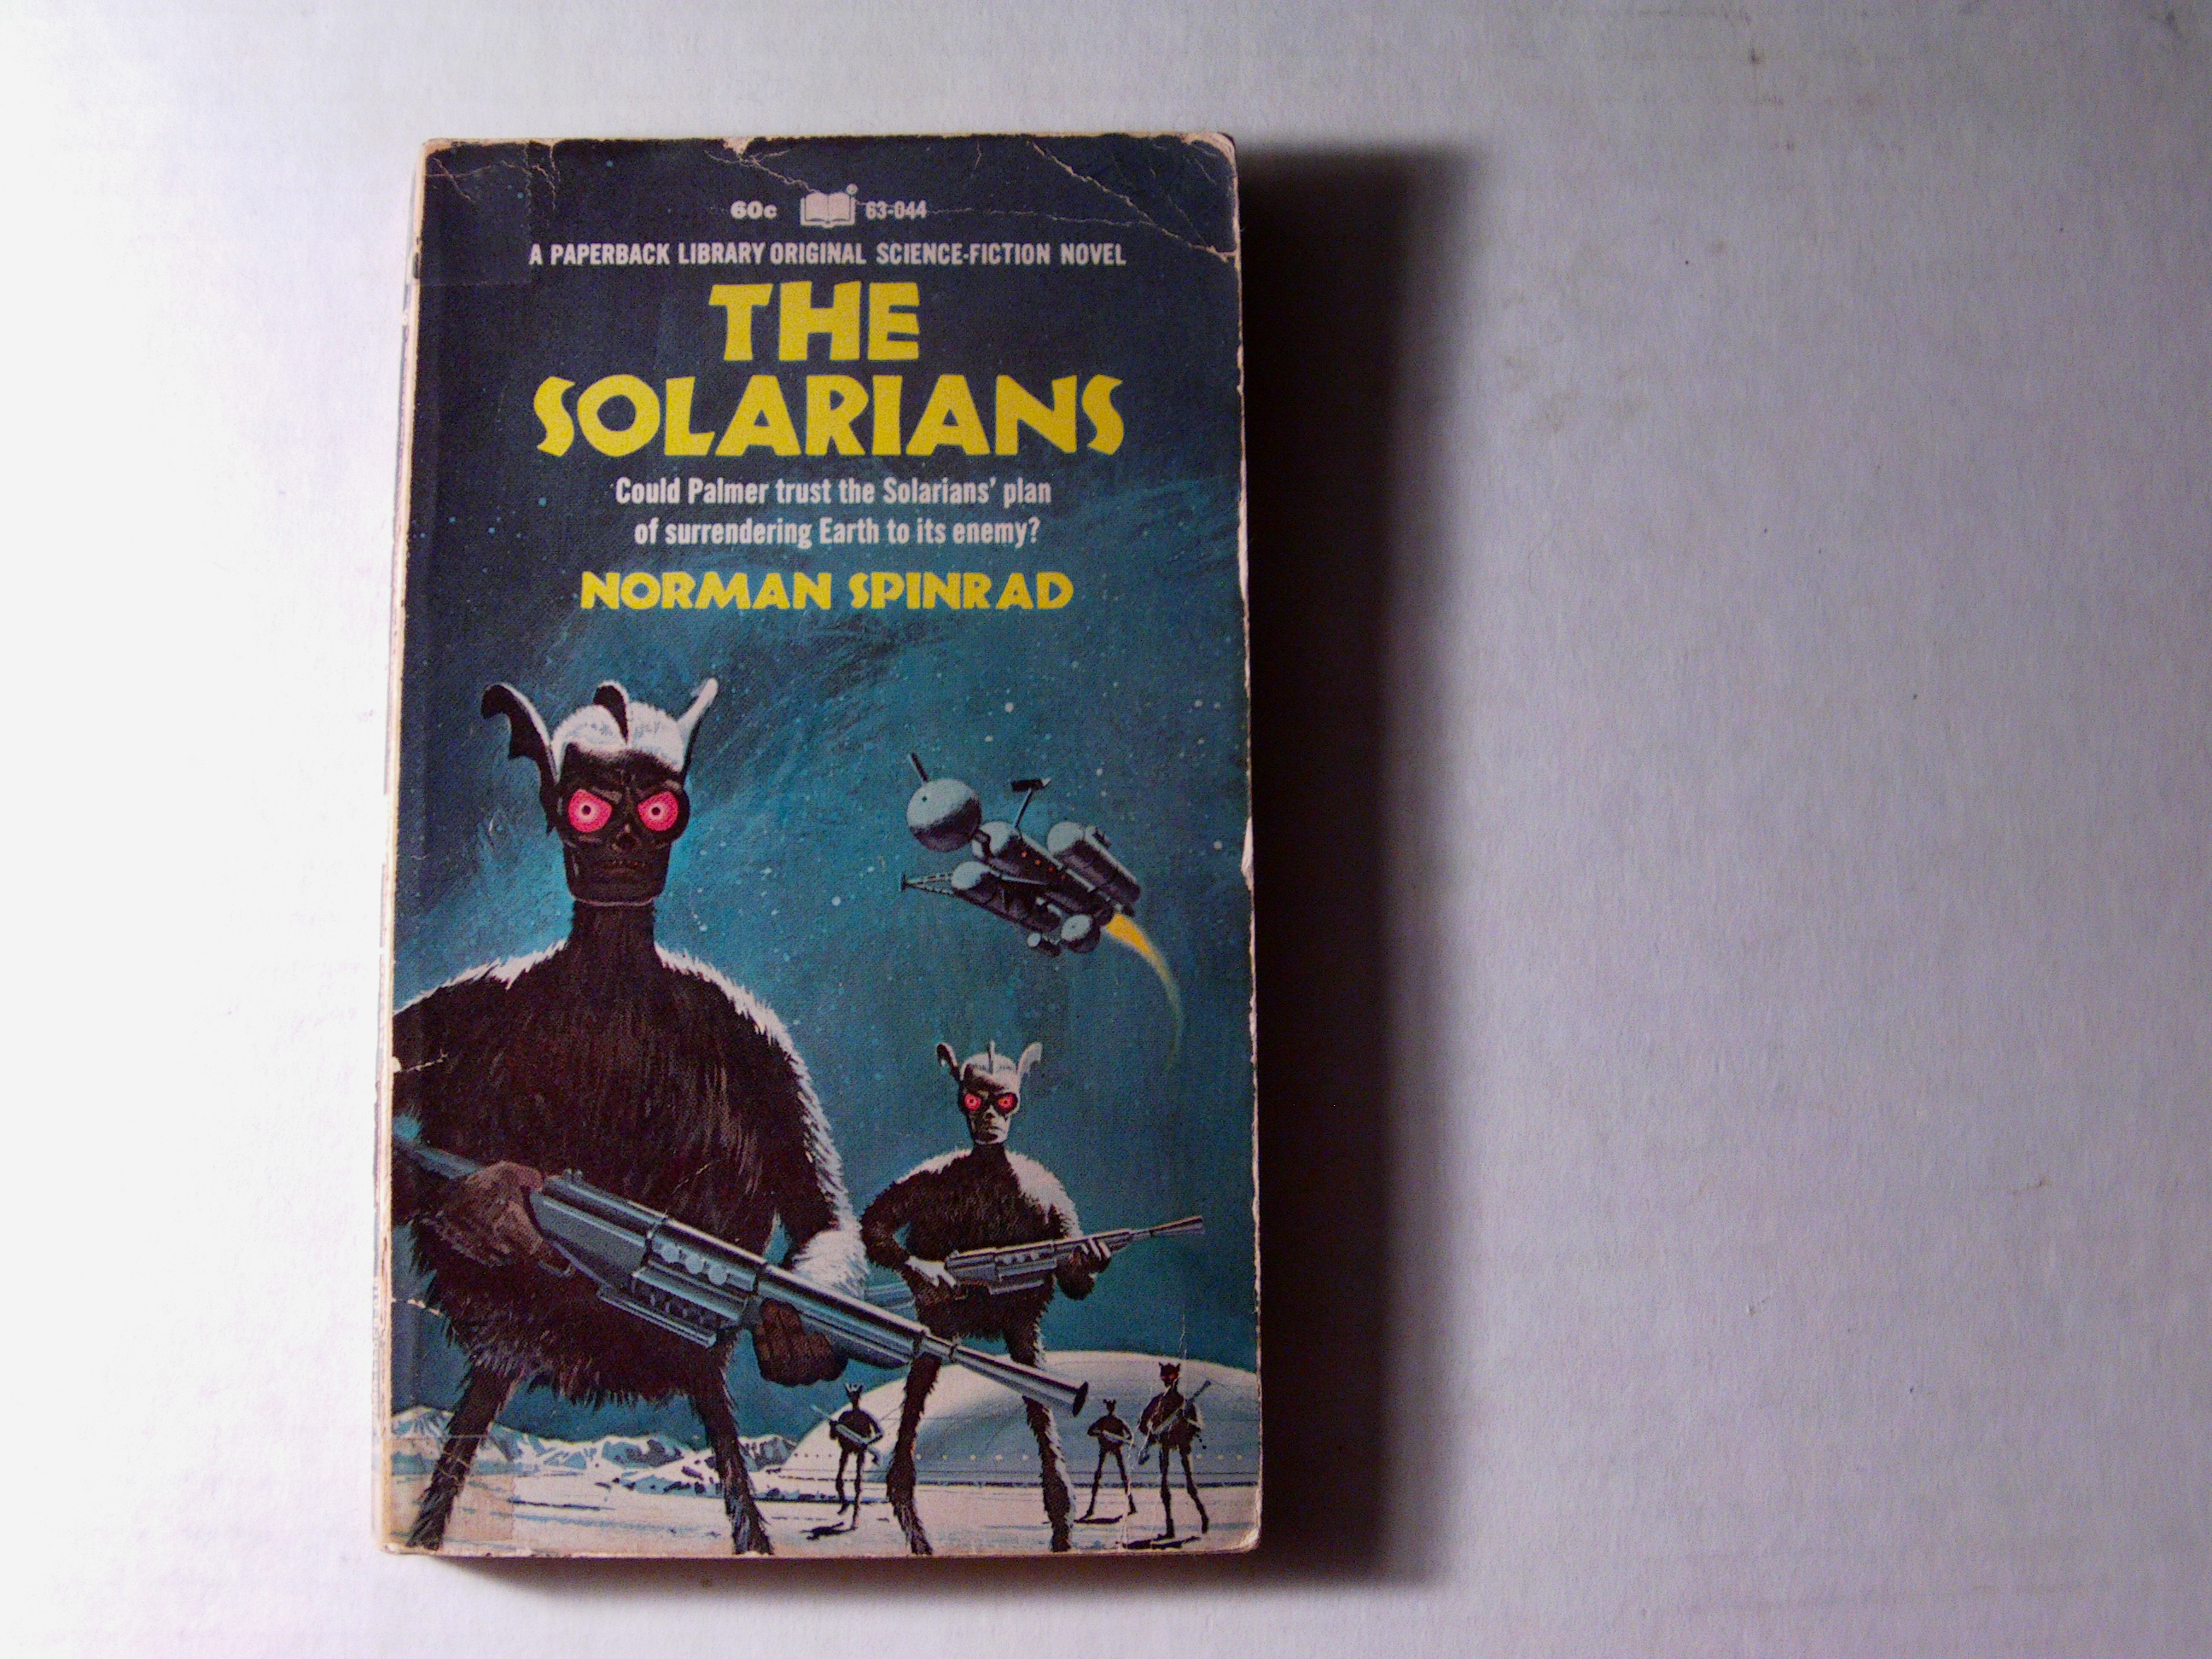 60c 63-044
A PAPERBACK LIBRARY ORIGINAL SCIENCE-FICTION NOVEL
THE
SOLARIANS
Could Palmer trust the Solarians' plan
of surrendering Earth to its enemy?
NORMAN SPINRAD